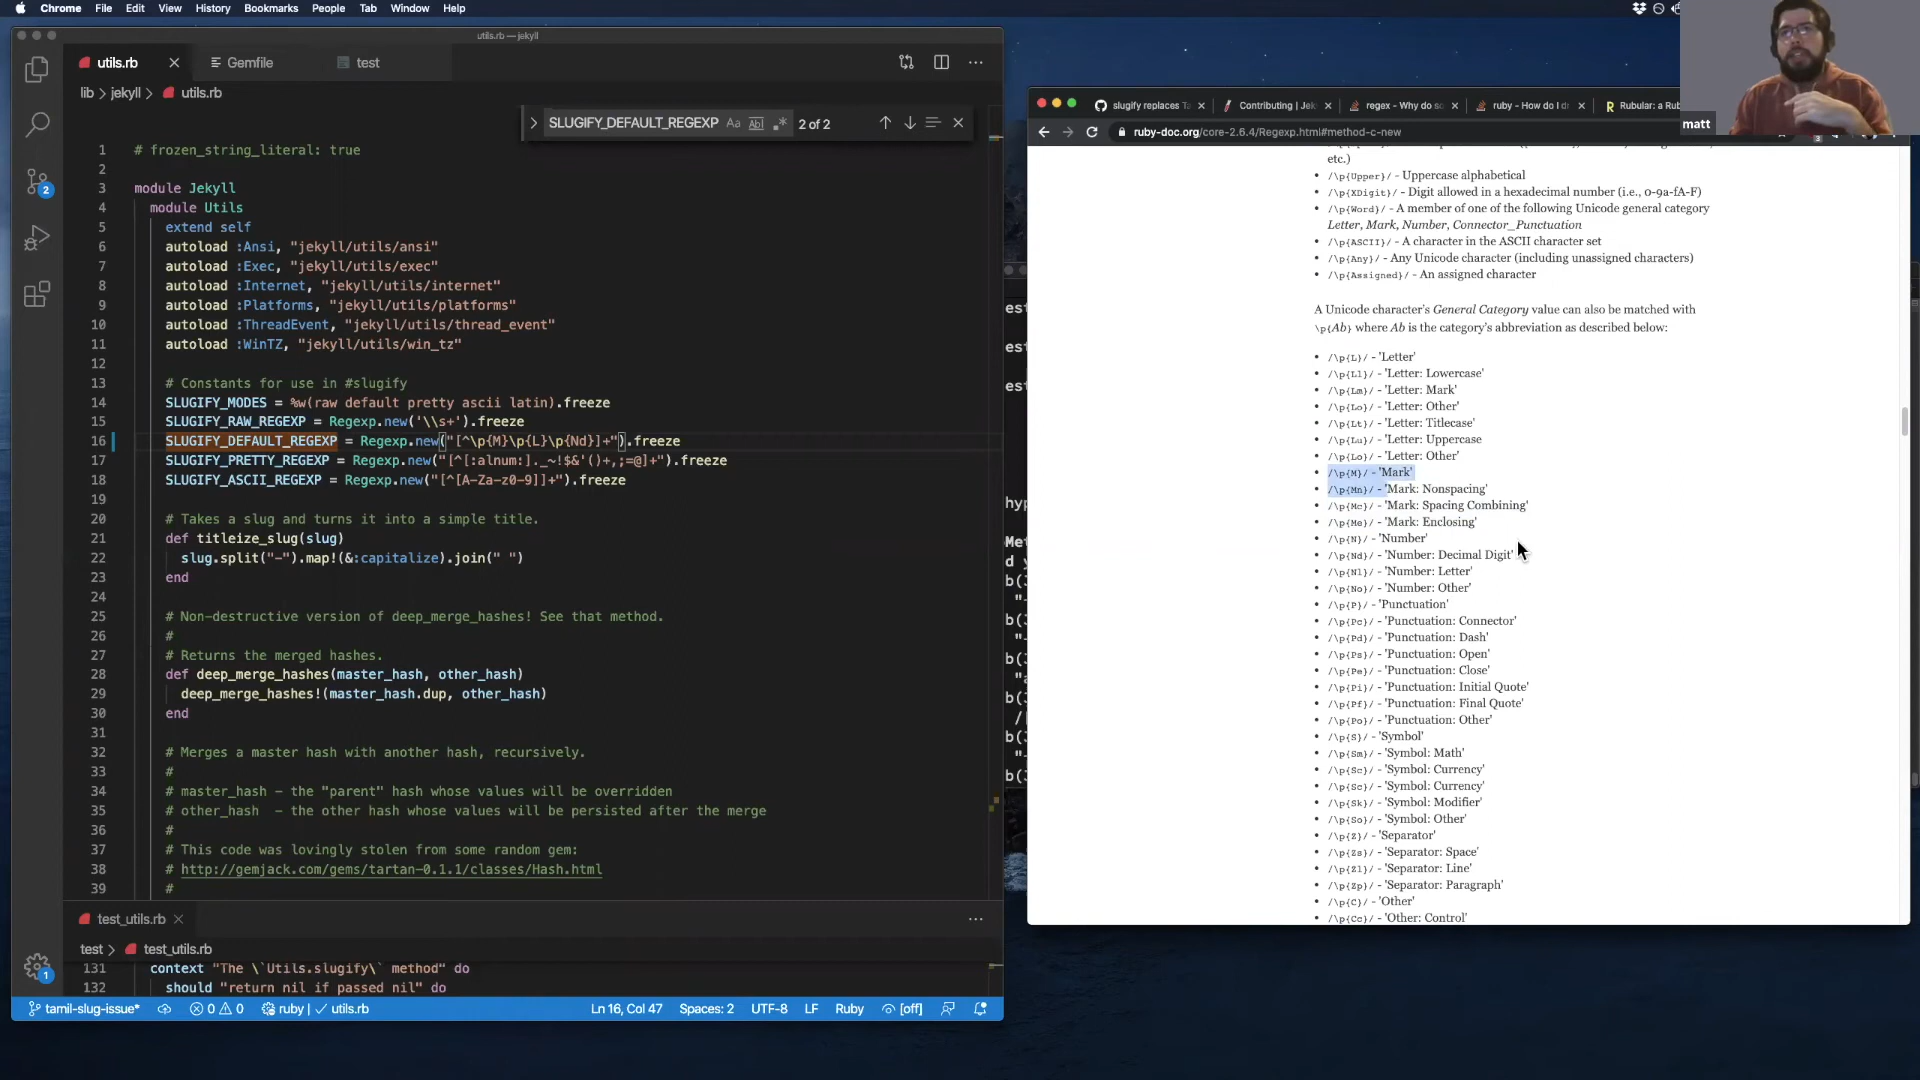 Chrome File Edit View History Bookmarks People Tab Window Help
utils.rb — jekyll
utils.rb Gemfile test
lib > jekyll > utils.rb
SLUGIFY_DEFAULT_REGEXP Aa Abl .* 2 of 2
1 # frozen_string_literal: true
2
3 module Jekyll
4 module Utils
5 extend self
6 autoload :Ansi, "jekyll/utils/ansi"
7 autoload :Exec, "jekyll/utils/exec"
8 autoload :Internet, "jekyll/utils/internet"
9 autoload :Platforms, "jekyll/utils/platforms"
10 autoload :ThreadEvent, "jekyll/utils/thread_event"
11 autoload :WinTZ, "jekyll/utils/win_tz"
12
13 # Constants for use in #slugify
14 SLUGIFY_MODES = %w(raw default pretty ascii latin).freeze
15 SLUGIFY_RAW_REGEXP = Regexp.new('\\s+').freeze
16 SLUGIFY_DEFAULT_REGEXP = Regexp.new("[^\p{M}\p{L}\p{Nd}]+").freeze
17 SLUGIFY_PRETTY_REGEXP = Regexp.new("[^[:alnum:]._~!$&'()+,;=@]+").freeze
18 SLUGIFY_ASCII_REGEXP = Regexp.new("[^[A-Za-z0-9]]+").freeze
19
20 # Takes a slug and turns it into a simple title.
21 def titleize_slug(slug)
22 slug.split("-").map!(&:capitalize).join(" ")
23 end
24
25 # Non-destructive version of deep_merge_hashes! See that method.
26 #
27 # Returns the merged hashes.
28 def deep_merge_hashes(master_hash, other_hash)
29 deep_merge_hashes!(master_hash.dup, other_hash)
30 end
31
32 # Merges a master hash with another hash, recursively.
33 #
34 # master_hash - the "parent" hash whose values will be overridden
35 # other_hash - the other hash whose values will be persisted after the merge
36 #
37 # This code was lovingly stolen from some random gem:
38 # http://gemjack.com/gems/tartan-0.1.1/classes/Hash.html
39 #
test_utils.rb
test > test_utils.rb
131 context "The \`Utils.slugify\` method" do
132 should "return nil if passed nil" do
2
1
tamil-slug-issue* 0 0 ruby | ✓ utils.rb Ln 16, Col 47 Spaces: 2 UTF-8 LF Ruby [off]
matt
slugify replaces Ta Contributing | Jek regex - Why do so ruby - How do I d Rubular: a Ru
ruby-doc.org/core-2.6.4/Regexp.html#method-c-new
etc.)
• /\p{Upper}/ - Uppercase alphabetical
• /\p{XDigit}/ - Digit allowed in a hexadecimal number (i.e., 0-9a-fA-F)
• /\p{Word}/ - A member of one of the following Unicode general category
Letter, Mark, Number, Connector_Punctuation
• /\p{ASCII}/ - A character in the ASCII character set
• /\p{Any}/ - Any Unicode character (including unassigned characters)
• /\p{Assigned}/ - An assigned character
A Unicode character's General Category value can also be matched with
\p{Ab} where Ab is the category's abbreviation as described below:
• /\p{L}/ - 'Letter'
• /\p{Ll}/ - 'Letter: Lowercase'
• /\p{Lm}/ - 'Letter: Mark'
• /\p{Lo}/ - 'Letter: Other'
• /\p{Lt}/ - 'Letter: Titlecase'
• /\p{Lu}/ - 'Letter: Uppercase
• /\p{Lo}/ - 'Letter: Other'
• /\p{M}/ - 'Mark'
• /\p{Mn}/ - 'Mark: Nonspacing'
• /\p{Mc}/ - 'Mark: Spacing Combining'
• /\p{Me}/ - 'Mark: Enclosing'
• /\p{N}/ - 'Number'
• /\p{Nd}/ - 'Number: Decimal Digit'
• /\p{Nl}/ - 'Number: Letter'
• /\p{No}/ - 'Number: Other'
• /\p{P}/ - 'Punctuation'
• /\p{Pc}/ - 'Punctuation: Connector'
• /\p{Pd}/ - 'Punctuation: Dash'
• /\p{Ps}/ - 'Punctuation: Open'
• /\p{Pe}/ - 'Punctuation: Close'
• /\p{Pi}/ - 'Punctuation: Initial Quote'
• /\p{Pf}/ - 'Punctuation: Final Quote'
• /\p{Po}/ - 'Punctuation: Other'
• /\p{S}/ - 'Symbol'
• /\p{Sm}/ - 'Symbol: Math'
• /\p{Sc}/ - 'Symbol: Currency'
• /\p{Sc}/ - 'Symbol: Currency'
• /\p{Sk}/ - 'Symbol: Modifier'
• /\p{So}/ - 'Symbol: Other'
• /\p{Z}/ - 'Separator'
• /\p{Zs}/ - 'Separator: Space'
• /\p{Zl}/ - 'Separator: Line'
• /\p{Zp}/ - 'Separator: Paragraph'
• /\p{C}/ - 'Other'
• /\p{Cc}/ - 'Other: Control'